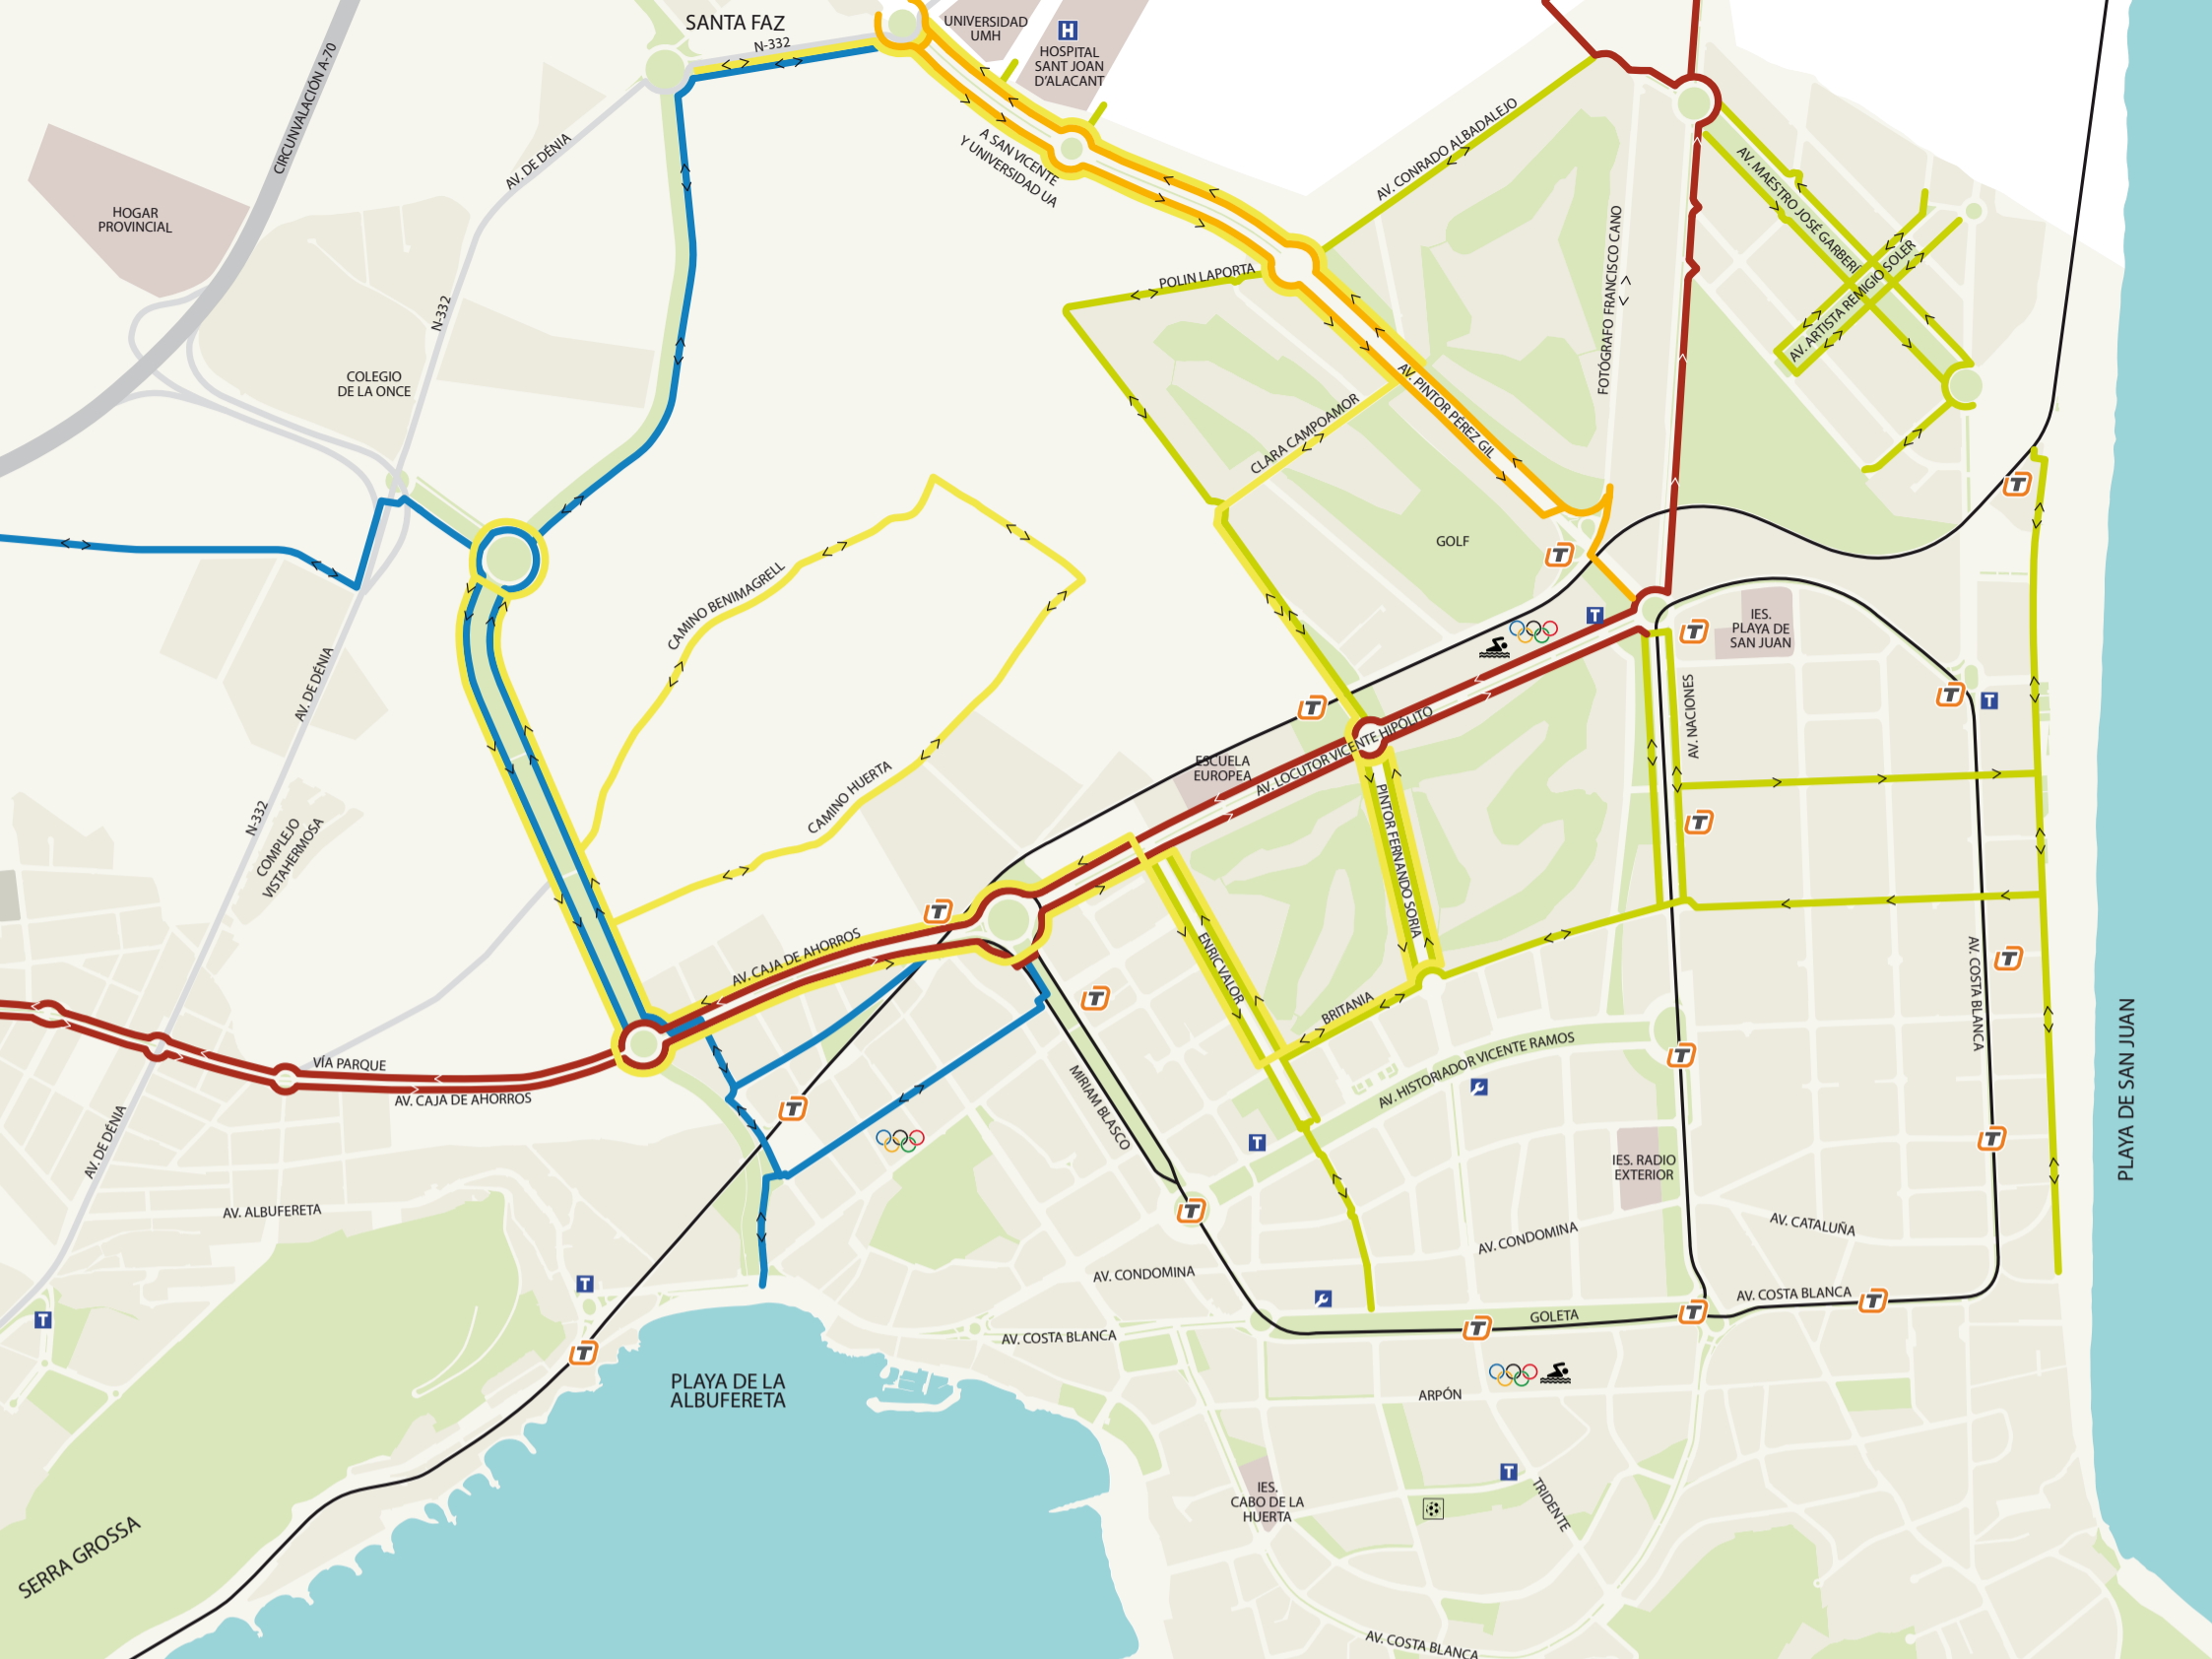 SANTA FAZ
N-332
UNIVERSIDAD
UMH
H
HOSPITAL
SANT JOAN
D'ALACANT
CIRCUNVALACIÓN A-70
AV. DE DÉNIA
A SAN VICENTE
Y UNIVERSIDAD UA
AV. CONRADO ALBADALEJO
AV. MAESTRO JOSÉ GARBERÍ
AV. ARTISTA REMIGIO SOLER
HOGAR
PROVINCIAL
FOTÓGRAFO FRANCISCO CANO
POLIN LAPORTA
N-332
COLEGIO
DE LA ONCE
AV. PINTOR PÉREZ GIL
CLARA CAMPOAMOR
T
GOLF
T
CAMINO BENIMAGRELL
T
T
IES.
PLAYA DE
SAN JUAN
AV. DE DÉNIA
AV. NACIONES
T
T
T
AV. LOCUTOR VICENTE HIPÓLITO
ESCUELA
EUROPEA
CAMINO HUERTA
N-332
COMPLEJO
VISTAHERMOSA
PINTOR FERNANDO SORIA
T
T
AV. CAJA DE AHORROS
ENRIC VALOR
AV. COSTA BLANCA
T
T
BRITANIA
PLAYA DE SAN JUAN
VÍA PARQUE
AV. CAJA DE AHORROS
AV. HISTORIADOR VICENTE RAMOS
T
MIRIAM BLASCO
T
AV. DE DÉNIA
T
T
IES. RADIO
EXTERIOR
AV. ALBUFERETA
T
AV. CATALUÑA
AV. CONDOMINA
AV. CONDOMINA
T
T
AV. COSTA BLANCA
T
GOLETA
T
T
AV. COSTA BLANCA
T
PLAYA DE LA
ALBUFERETA
ARPÓN
T
IES.
CABO DE LA
HUERTA
TRIDENTE
SERRA GROSSA
AV. COSTA BLANCA